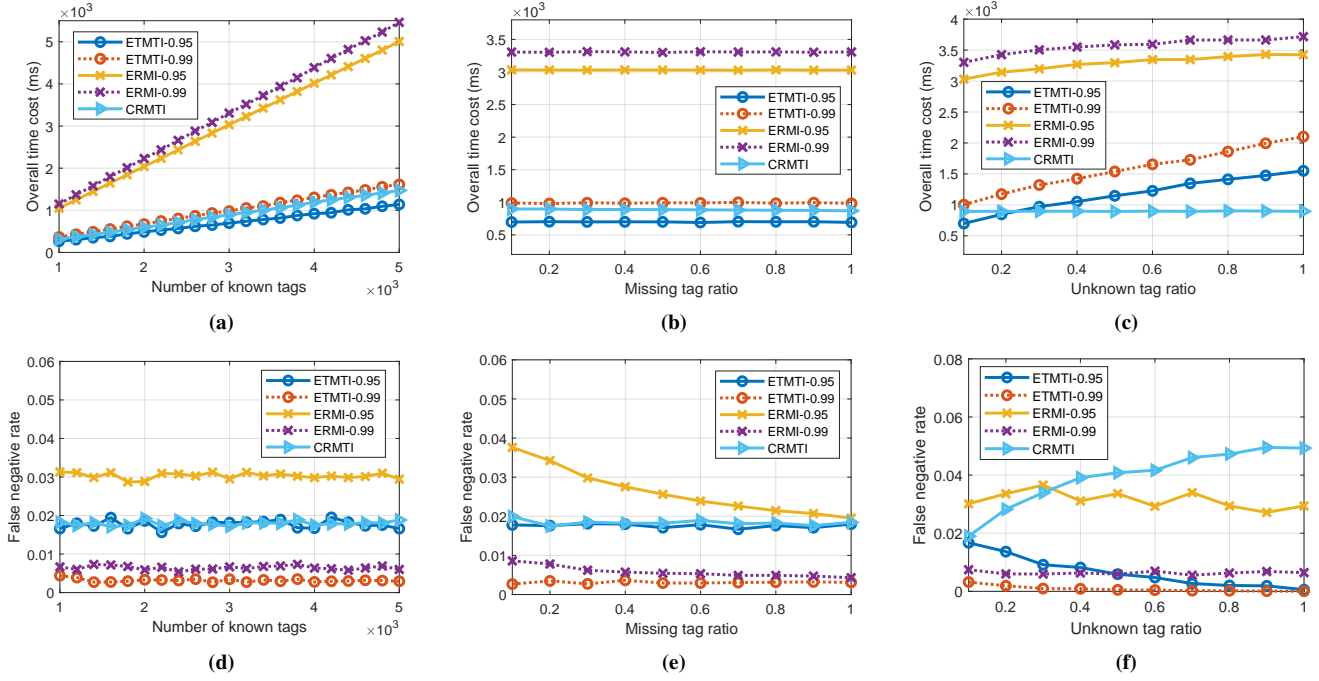 ×10³
Overall time cost (ms)
5
4
3
2
1
0
ETMTI-0.95
ETMTI-0.99
ERMI-0.95
ERMI-0.99
CRMTI
1 2 3 4 5
Number of known tags
×10³
(a)
×10³
Overall time cost (ms)
3.5
3
2.5
2
1.5
1
0.5
ETMTI-0.95
ETMTI-0.99
ERMI-0.95
ERMI-0.99
CRMTI
0.2 0.4 0.6 0.8 1
Missing tag ratio
(b)
×10³
Overall time cost (ms)
4
3.5
3
2.5
2
1.5
1
0.5
ETMTI-0.95
ETMTI-0.99
ERMI-0.95
ERMI-0.99
CRMTI
0.2 0.4 0.6 0.8 1
Unknown tag ratio
(c)
False negative rate
0.06
0.05
0.04
0.03
0.02
0.01
0
ETMTI-0.95
ETMTI-0.99
ERMI-0.95
ERMI-0.99
CRMTI
1 2 3 4 5
Number of known tags
×10³
(d)
False negative rate
0.06
0.05
0.04
0.03
0.02
0.01
0
ETMTI-0.95
ETMTI-0.99
ERMI-0.95
ERMI-0.99
CRMTI
0.2 0.4 0.6 0.8 1
Missing tag ratio
(e)
False negative rate
0.08
0.06
0.04
0.02
0
ETMTI-0.95
ETMTI-0.99
ERMI-0.95
ERMI-0.99
CRMTI
0.2 0.4 0.6 0.8 1
Unknown tag ratio
(f)